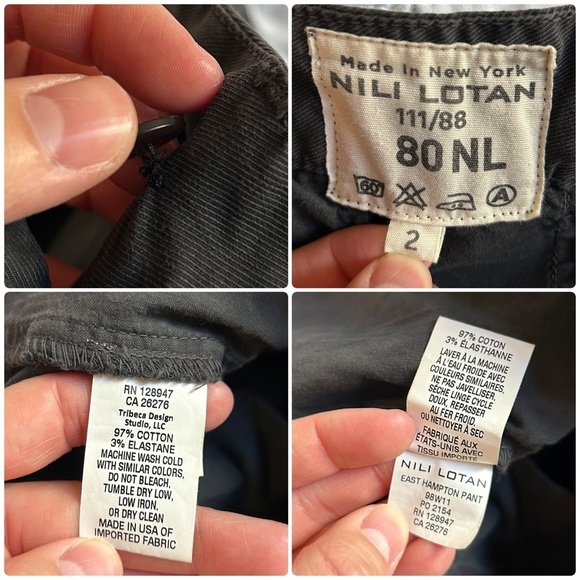 Made in New York
NILI LOTAN
111/88
80 NL
60
A
2
RN 128947
CA 26276
Tribeca Design
Studio, LLC
97% COTTON
3% ELASTANE
MACHINE WASH COLD
WITH SIMILAR COLORS,
DO NOT BLEACH,
TUMBLE DRY LOW,
LOW IRON,
OR DRY CLEAN
MADE IN USA OF
IMPORTED FABRIC
97% COTON
3% ÉLASTHANNE
LAVER À LA MACHINE
À L'EAU FROIDE AVEC
COULEURS SIMILAIRES,
NE PAS JAVELLISER,
SÈCHE LINGE CYCLE
DOUX, REPASSER
AU FER FROID,
OU NETTOYER À SEC
FABRIQUÉ AUX
ÉTATS-UNIS AVEC
TISSU IMPORTÉ
NILI LOTAN
EAST HAMPTON PANT
98W11
PO 2154
RN 128947
CA 26276